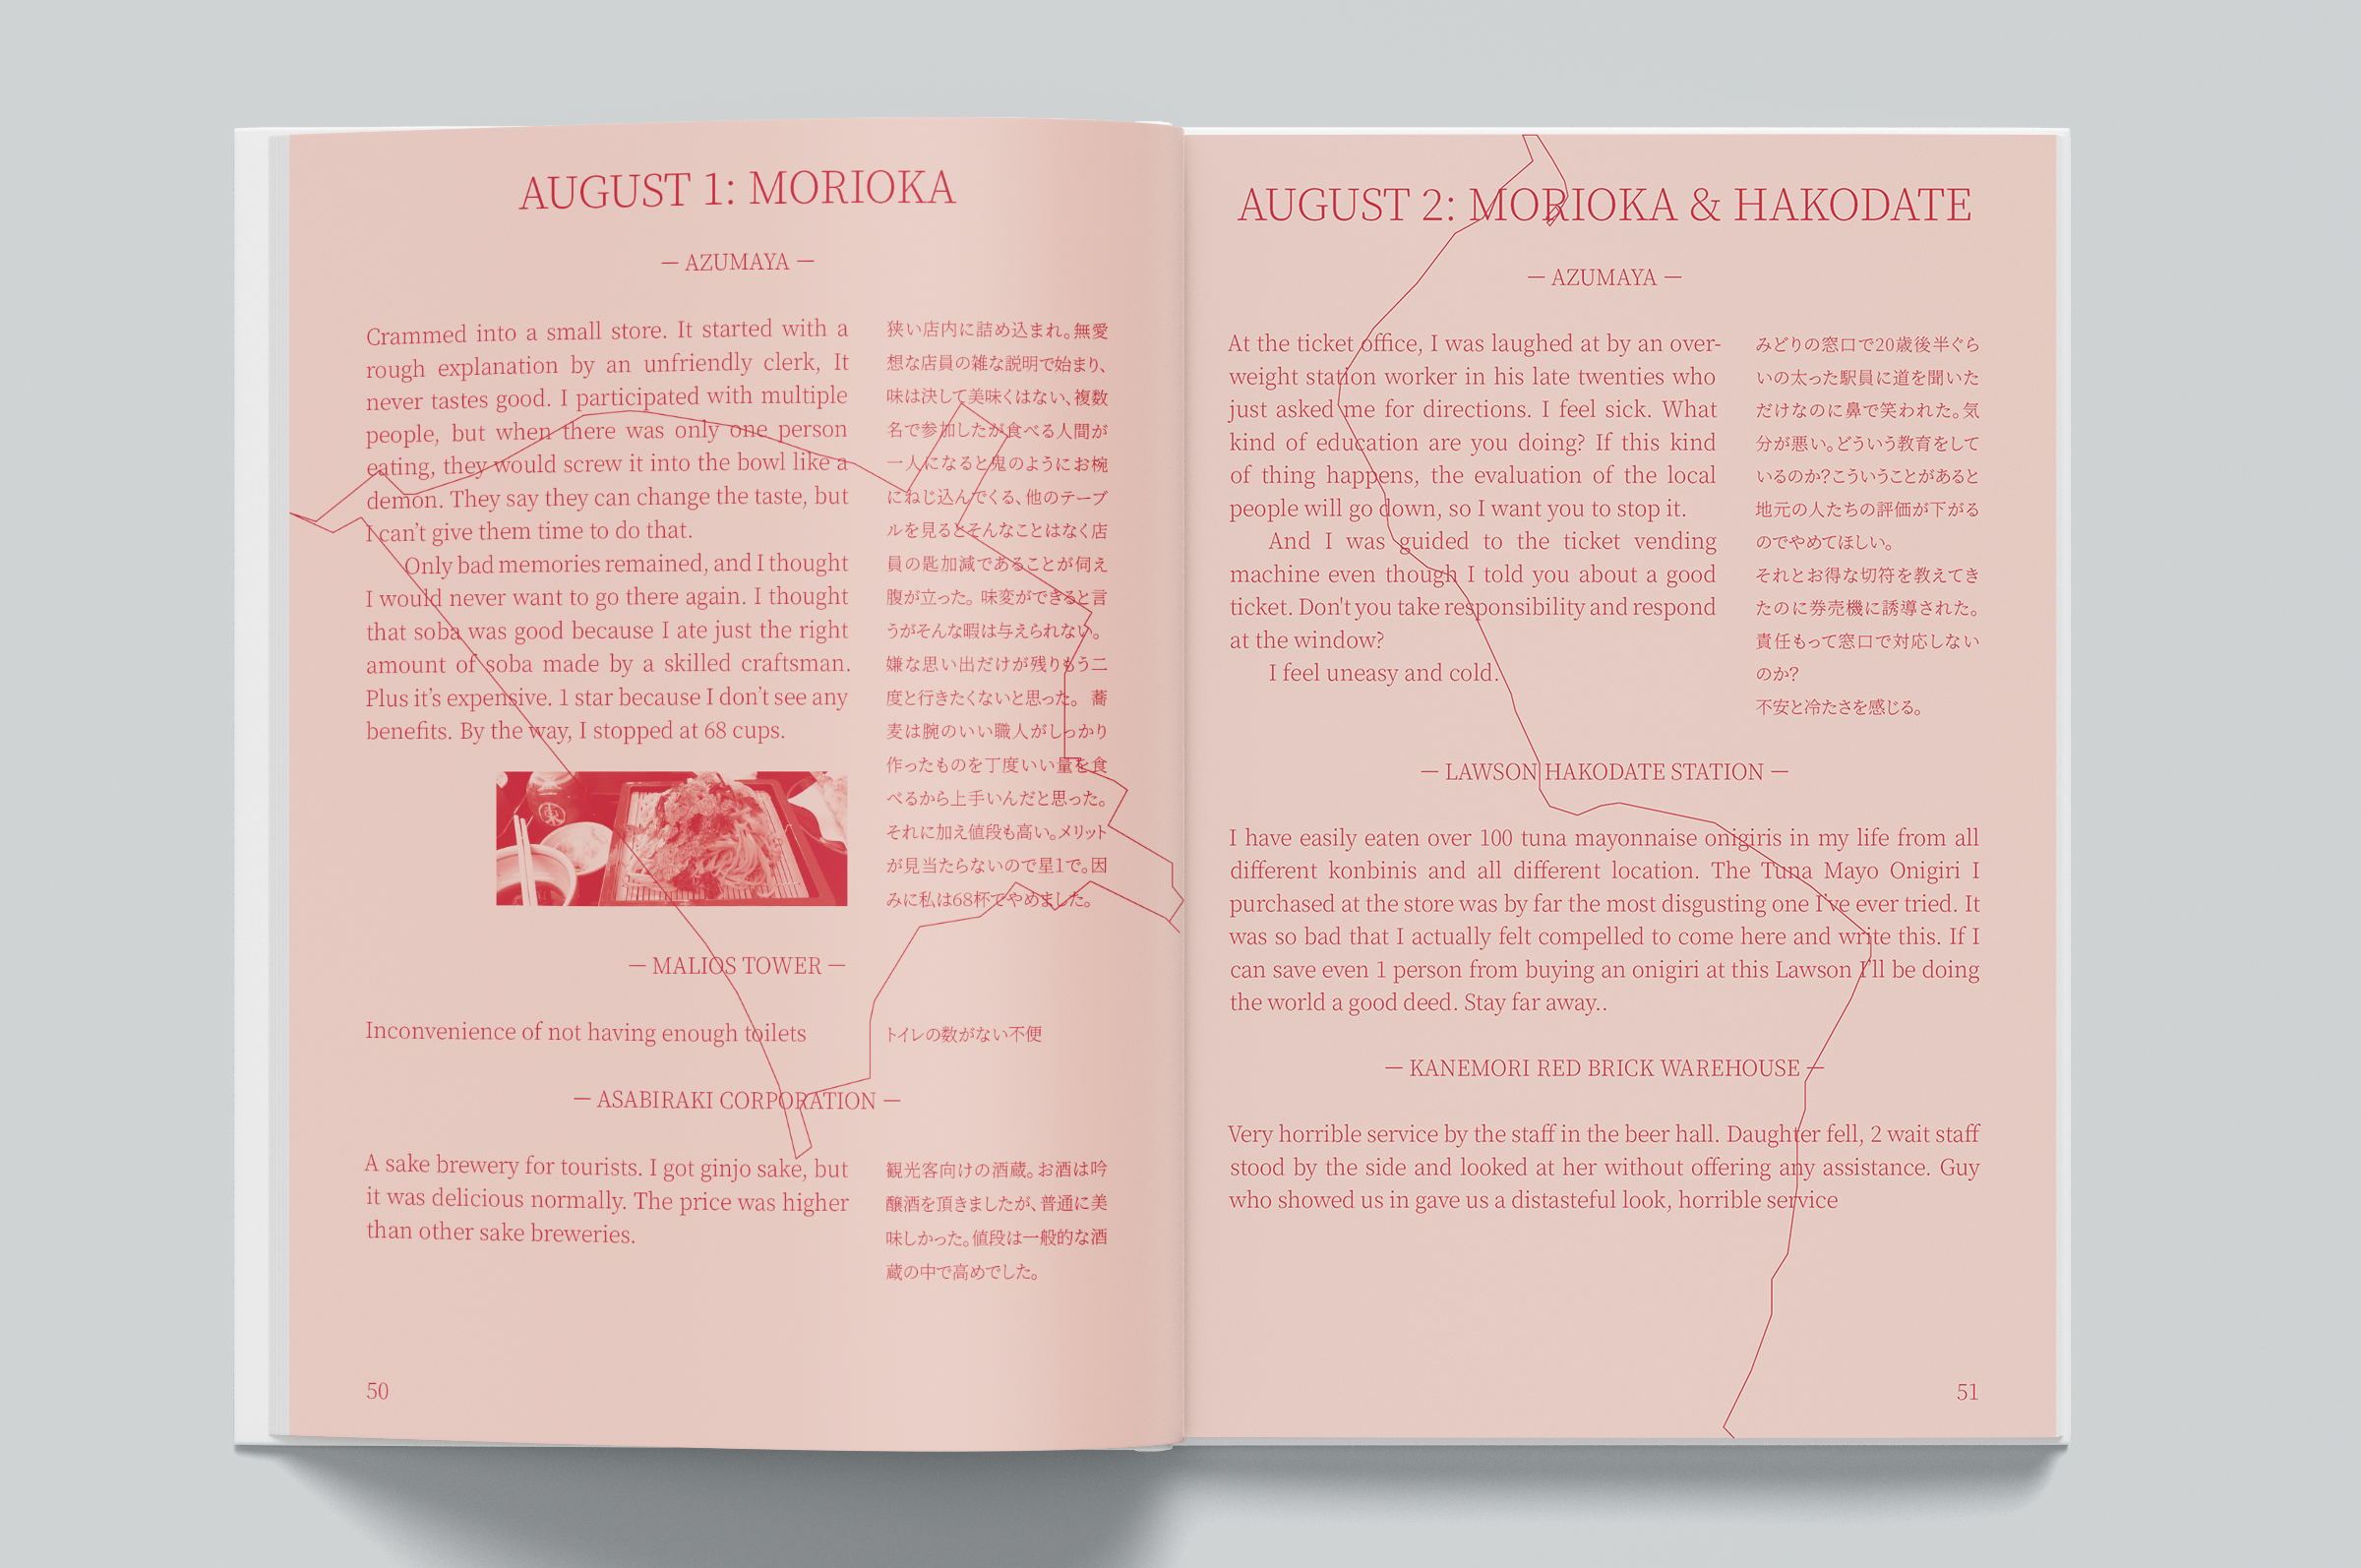 AUGUST 1: MORIOKA
— AZUMAYA —
Crammed into a small store. It started with a
rough explanation by an unfriendly clerk, It
never tastes good. I participated with multiple
people, but when there was only one person
eating, they would screw it into the bowl like a
demon. They say they can change the taste, but
I can’t give them time to do that.
Only bad memories remained, and I thought
I would never want to go there again. I thought
that soba was good because I ate just the right
amount of soba made by a skilled craftsman.
Plus it’s expensive. 1 star because I don’t see any
benefits. By the way, I stopped at 68 cups.
狭い店内に詰め込まれ。無愛
想な店員の雑な説明で始まり、
味は決して美味くはない、複数
名で参加したが食べる人間が
一人になると鬼のようにお椀
にねじ込んでくる、他のテーブ
ルを見るとそんなことはなく店
員の匙加減であることが伺え
腹が立った。 味変ができると言
うがそんな暇は与えられない。
嫌な思い出だけが残りもう二
度と行きたくないと思った。 蕎
麦は腕のいい職人がしっかり
作ったものを丁度いい量を食
べるから上手いんだと思った。
それに加え値段も高い。メリット
が見当たらないので星1で。因
みに私は68杯でやめました。
— MALIOS TOWER —
Inconvenience of not having enough toilets
トイレの数がない不便
— ASABIRAKI CORPORATION —
A sake brewery for tourists. I got ginjo sake, but
it was delicious normally. The price was higher
than other sake breweries.
観光客向けの酒蔵。お酒は吟
醸酒を頂きましたが、普通に美
味しかった。値段は一般的な酒
蔵の中で高めでした。
50
AUGUST 2: MORIOKA & HAKODATE
— AZUMAYA —
At the ticket office, I was laughed at by an over-
weight station worker in his late twenties who
just asked me for directions. I feel sick. What
kind of education are you doing? If this kind
of thing happens, the evaluation of the local
people will go down, so I want you to stop it.
And I was guided to the ticket vending
machine even though I told you about a good
ticket. Don't you take responsibility and respond
at the window?
I feel uneasy and cold.
みどりの窓口で20歳後半ぐら
いの太った駅員に道を聞いた
だけなのに鼻で笑われた。気
分が悪い。どういう教育をして
いるのか?こういうことがあると
地元の人たちの評価が下がる
のでやめてほしい。
それとお得な切符を教えてき
たのに券売機に誘導された。
責任もって窓口で対応しない
のか?
不安と冷たさを感じる。
— LAWSON HAKODATE STATION —
I have easily eaten over 100 tuna mayonnaise onigiris in my life from all
different konbinis and all different location. The Tuna Mayo Onigiri I
purchased at the store was by far the most disgusting one I’ve ever tried. It
was so bad that I actually felt compelled to come here and write this. If I
can save even 1 person from buying an onigiri at this Lawson I’ll be doing
the world a good deed. Stay far away..
— KANEMORI RED BRICK WAREHOUSE —
Very horrible service by the staff in the beer hall. Daughter fell, 2 wait staff
stood by the side and looked at her without offering any assistance. Guy
who showed us in gave us a distasteful look, horrible service
51